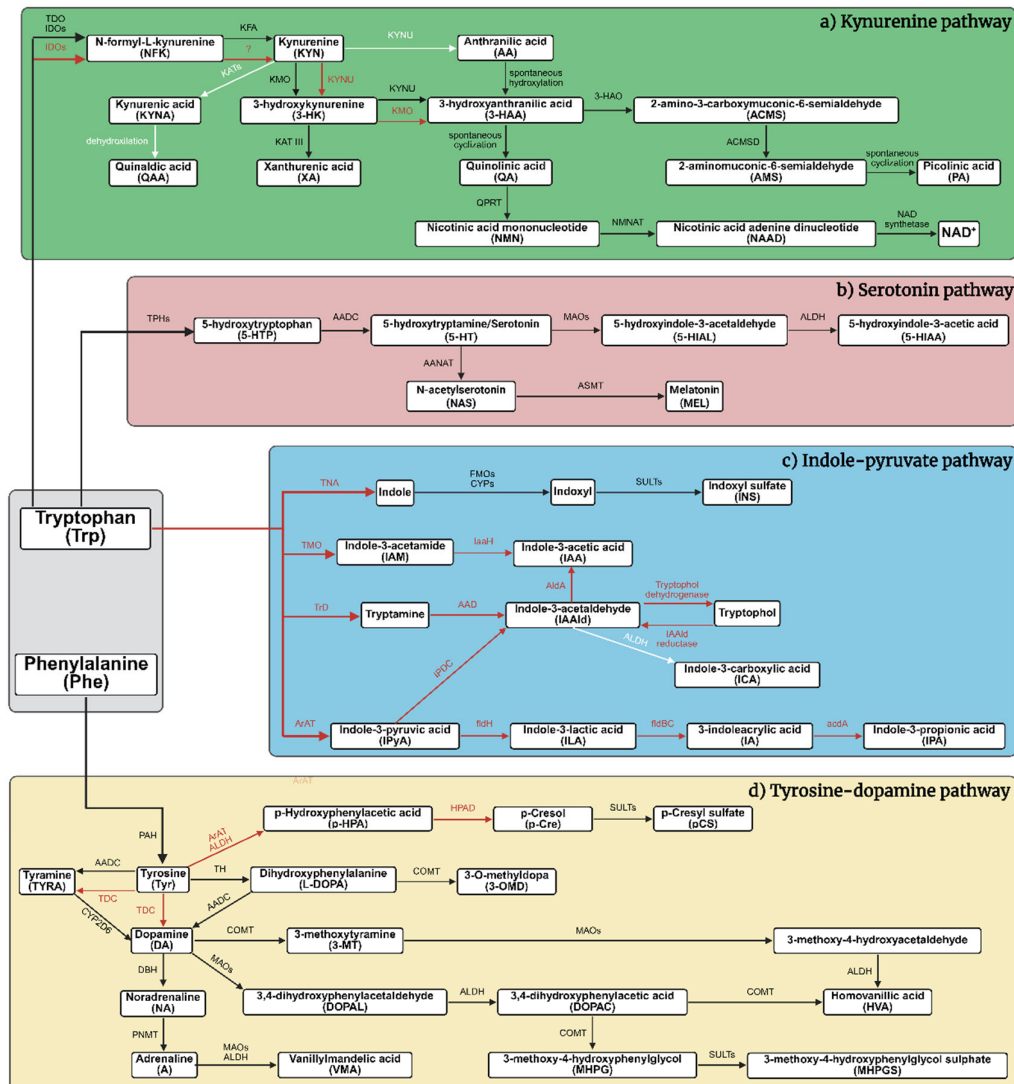 a) Kynurenine pathway
TDO
IDOs
IDOs
N-formyl-L-kynurenine
(NFK)
KFA
?
Kynurenine
(KYN)
KYNU
Anthranilic acid
(AA)
KATs
KMO
KYNU
spontaneous
hydroxylation
Kynurenic acid
(KYNA)
3-hydroxykynurenine
(3-HK)
KYNU
KMO
3-hydroxyanthranilic acid
(3-HAA)
3-HAO
2-amino-3-carboxymuconic-6-semialdehyde
(ACMS)
dehydroxilation
KAT III
spontaneous
cyclization
ACMSD
Quinaldic acid
(QAA)
Xanthurenic acid
(XA)
Quinolinic acid
(QA)
2-aminomuconic-6-semialdehyde
(AMS)
spontaneous
cyclization
Picolinic acid
(PA)
QPRT
Nicotinic acid mononucleotide
(NMN)
NMNAT
Nicotinic acid adenine dinucleotide
(NAAD)
NAD
synthetase
NAD+
b) Serotonin pathway
TPHs
5-hydroxytryptophan
(5-HTP)
AADC
5-hydroxytryptamine/Serotonin
(5-HT)
MAOs
5-hydroxyindole-3-acetaldehyde
(5-HIAL)
ALDH
5-hydroxyindole-3-acetic acid
(5-HIAA)
AANAT
N-acetylserotonin
(NAS)
ASMT
Melatonin
(MEL)
c) Indole-pyruvate pathway
Tryptophan
(Trp)
Phenylalanine
(Phe)
TNA
Indole
FMOs
CYPs
Indoxyl
SULTs
Indoxyl sulfate
(INS)
TMO
Indole-3-acetamide
(IAM)
IaaH
Indole-3-acetic acid
(IAA)
AldA
TrD
Tryptamine
AAD
Indole-3-acetaldehyde
(IAAld)
Tryptophol
dehydrogenase
Tryptophol
IAAld
reductase
ALDH
IPDC
Indole-3-carboxylic acid
(ICA)
ArAT
Indole-3-pyruvic acid
(IPyA)
fldH
Indole-3-lactic acid
(ILA)
fldBC
3-indoleacrylic acid
(IA)
acdA
Indole-3-propionic acid
(IPA)
ArAT
d) Tyrosine-dopamine pathway
PAH
ArAT
ALDH
p-Hydroxyphenylacetic acid
(p-HPA)
HPAD
p-Cresol
(p-Cre)
SULTs
p-Cresyl sulfate
(pCS)
Tyramine
(TYRA)
AADC
TDC
Tyrosine
(Tyr)
TH
Dihydroxyphenylalanine
(L-DOPA)
COMT
3-O-methyldopa
(3-OMD)
CYP2D6
TDC
AADC
Dopamine
(DA)
COMT
3-methoxytyramine
(3-MT)
MAOs
3-methoxy-4-hydroxyacetaldehyde
DBH
MAOs
ALDH
Noradrenaline
(NA)
3,4-dihydroxyphenylacetaldehyde
(DOPAL)
ALDH
3,4-dihydroxyphenylacetic acid
(DOPAC)
COMT
Homovanillic acid
(HVA)
PNMT
COMT
Adrenaline
(A)
MAOs
ALDH
Vanillylmandelic acid
(VMA)
3-methoxy-4-hydroxyphenylglycol
(MHPG)
SULTs
3-methoxy-4-hydroxyphenylglycol sulphate
(MHPGS)